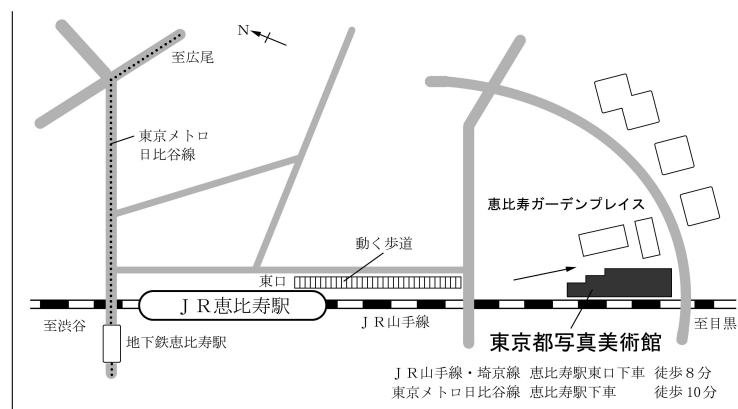 N
至広尾
東京メトロ
日比谷線
恵比寿ガーデンプレイス
動く歩道
東口
ＪＲ恵比寿駅
至渋谷
ＪＲ山手線
至目黒
地下鉄恵比寿駅
東京都写真美術館
ＪＲ山手線・埼京線 恵比寿駅東口下車 徒歩８分
東京メトロ日比谷線 恵比寿駅下車 徒歩10分